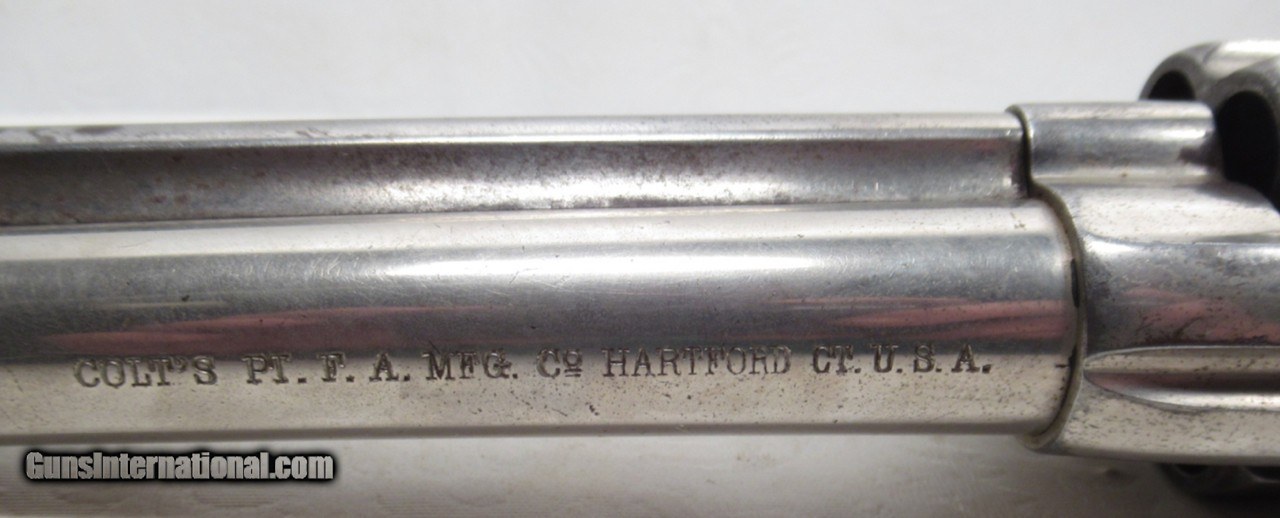 COLT'S PT. F. A. MFG. Co HARTFORD CT. U.S.A.
GunsInternational.com